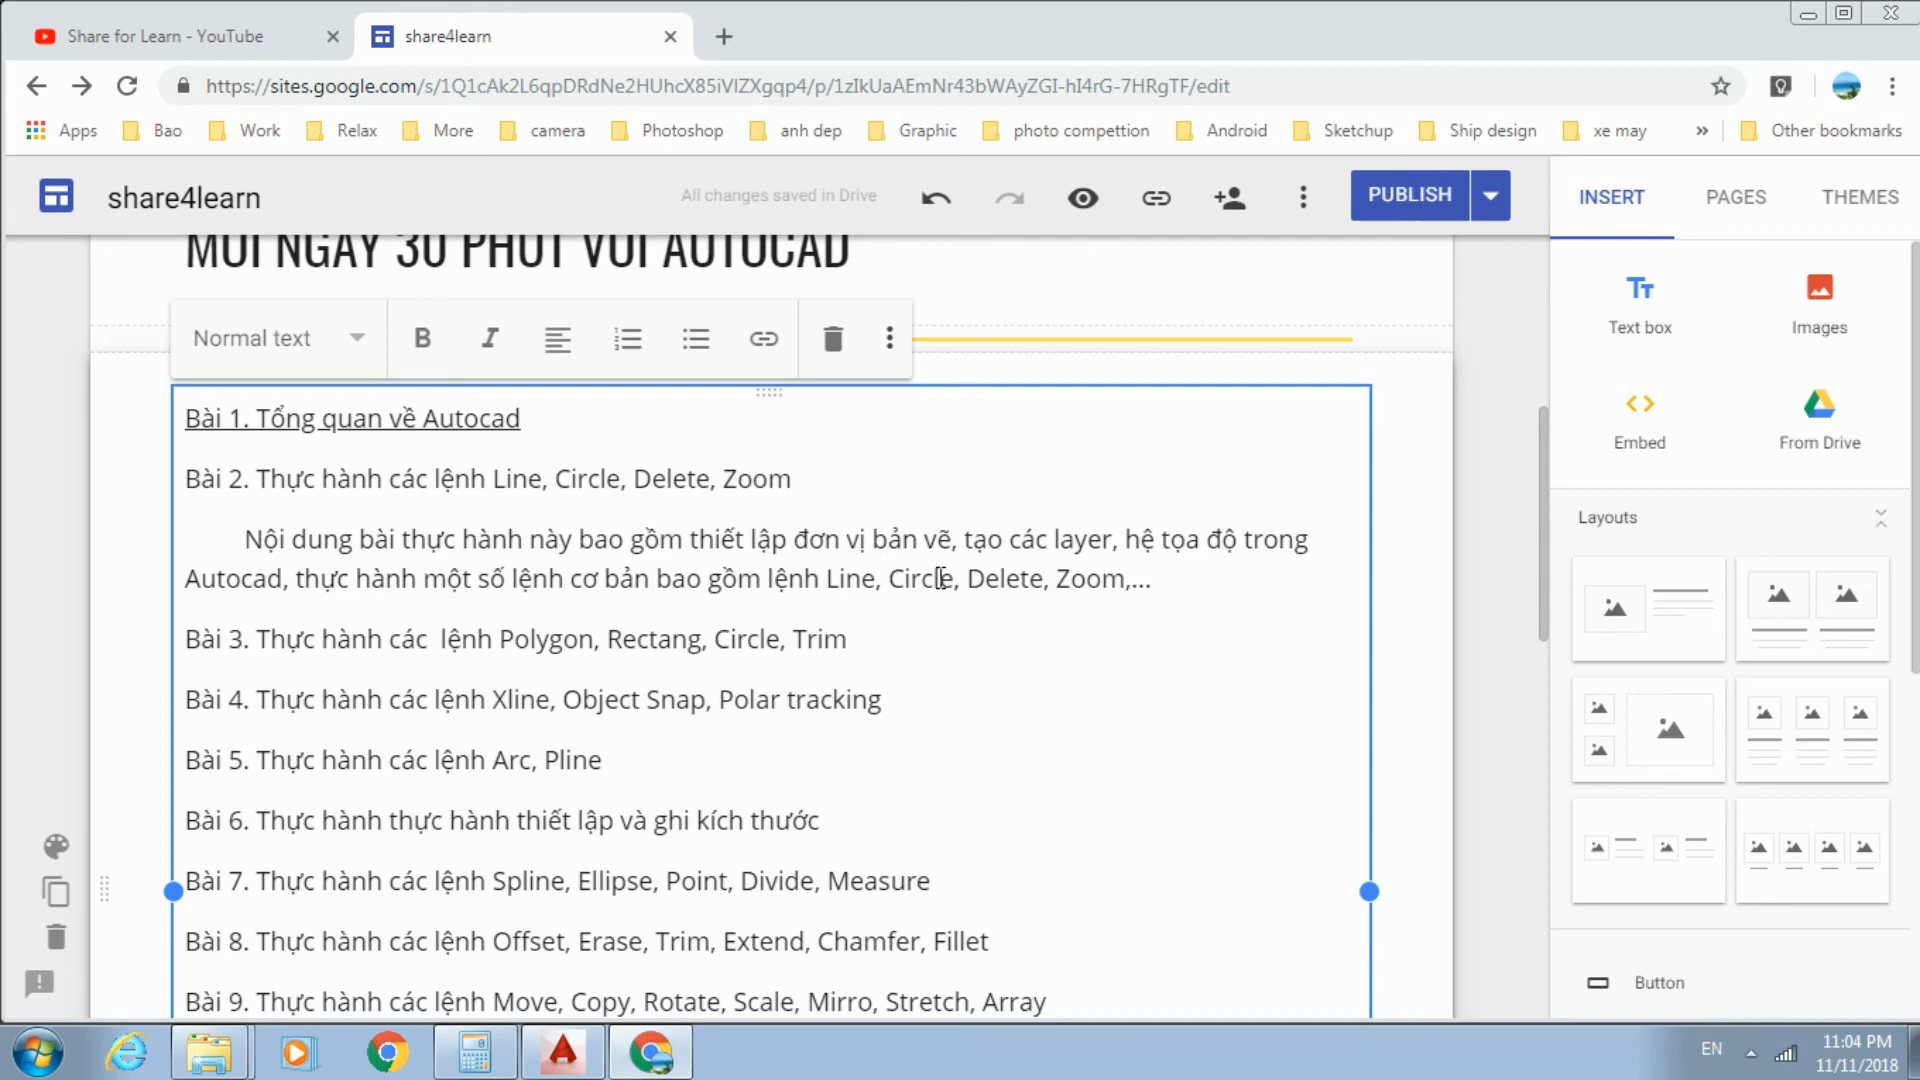 Share for Learn - YouTube
share4learn
https://sites.google.com/s/1Q1cAk2L6qpDRdNe2HUhcX85iVIZXgqp4/p/1zIkUaAEmNr43bWAyZGI-hI4rG-7HRgTF/edit
Apps Bao Work Relax More camera Photoshop anh dep Graphic photo compettion Android Sketchup Ship design xe may » Other bookmarks
share4learn
All changes saved in Drive
PUBLISH
INSERT PAGES THEMES
MỖI NGÀY 30 PHÚT VỚI AUTOCAD
Normal text
B I
Bài 1. Tổng quan về Autocad
Bài 2. Thực hành các lệnh Line, Circle, Delete, Zoom
Nội dung bài thực hành này bao gồm thiết lập đơn vị bản vẽ, tạo các layer, hệ tọa độ trong
Autocad, thực hành một số lệnh cơ bản bao gồm lệnh Line, Circle, Delete, Zoom,...
Bài 3. Thực hành các  lệnh Polygon, Rectang, Circle, Trim
Bài 4. Thực hành các lệnh Xline, Object Snap, Polar tracking
Bài 5. Thực hành các lệnh Arc, Pline
Bài 6. Thực hành thực hành thiết lập và ghi kích thước
Bài 7. Thực hành các lệnh Spline, Ellipse, Point, Divide, Measure
Bài 8. Thực hành các lệnh Offset, Erase, Trim, Extend, Chamfer, Fillet
Bài 9. Thực hành các lệnh Move, Copy, Rotate, Scale, Mirro, Stretch, Array
Text box
Images
Embed
From Drive
Layouts
Button
EN
11:04 PM
11/11/2018